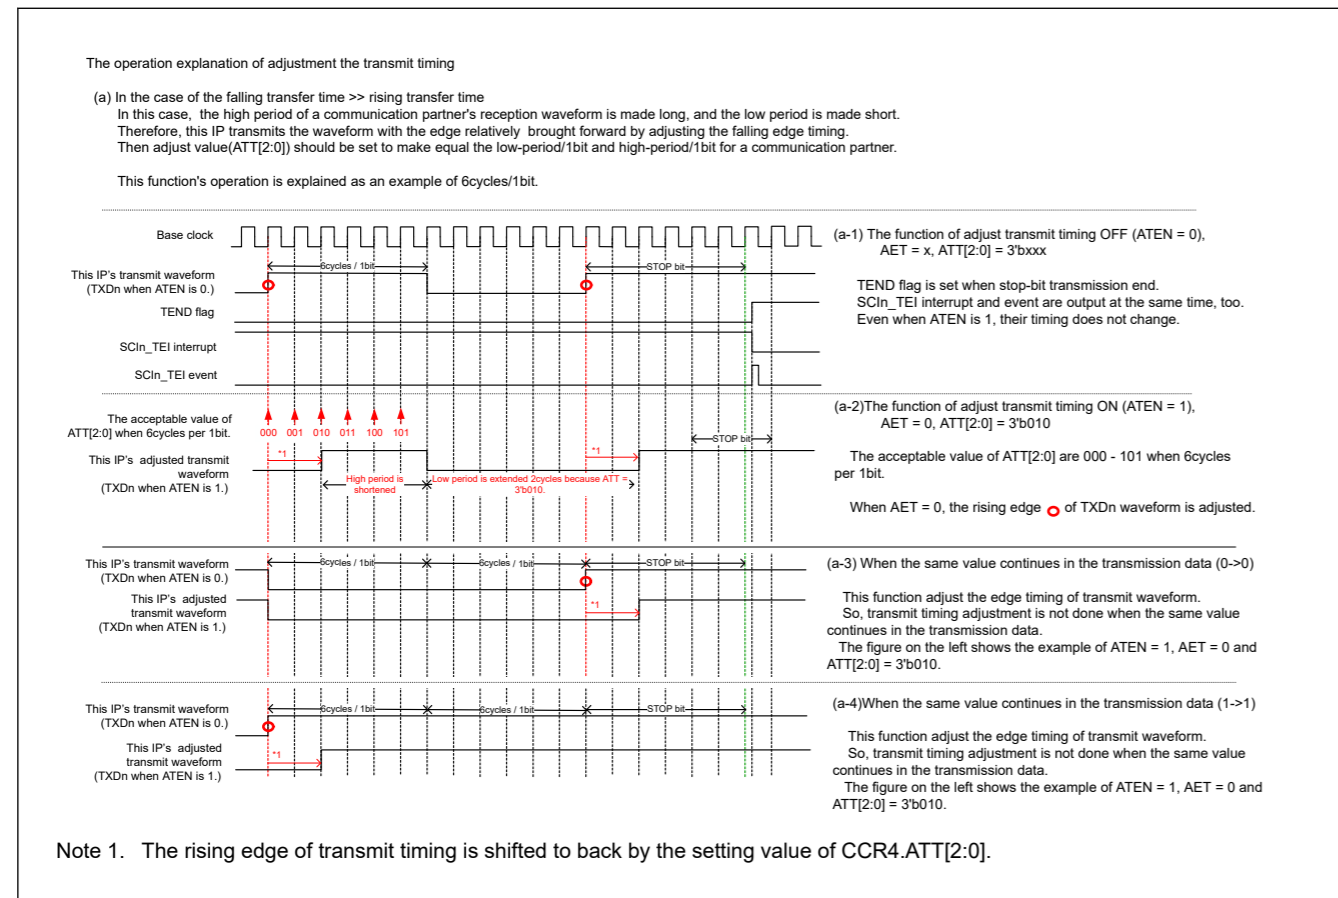 The operation explanation of adjustment the transmit timing
(a) In the case of the falling transfer time >> rising transfer time
In this case, the high period of a communication partner's reception waveform is made long, and the low period is made short.
Therefore, this IP transmits the waveform with the edge relatively brought forward by adjusting the falling edge timing.
Then adjust value(ATT[2:0]) should be set to make equal the low-period/1bit and high-period/1bit for a communication partner.
This function's operation is explained as an example of 6cycles/1bit.
Base clock
(a-1) The function of adjust transmit timing OFF (ATEN = 0),
AET = x, ATT[2:0] = 3'bxxx
This IP's transmit waveform
(TXDn when ATEN is 0.)
6cycles / 1bit
STOP bit
TEND flag
SCIn_TEI interrupt
SCIn_TEI event
TEND flag is set when stop-bit transmission end.
SCIn_TEI interrupt and event are output at the same time, too.
Even when ATEN is 1, their timing does not change.
The acceptable value of
ATT[2:0] when 6cycles per 1bit.
000 001 010 011 100 101
STOP bit
This IP's adjusted transmit
waveform
(TXDn when ATEN is 1.)
*1
*1
High period is
shortened
Low period is extended 2cycles because ATT =
3'b010.
(a-2)The function of adjust transmit timing ON (ATEN = 1),
AET = 0, ATT[2:0] = 3'b010
The acceptable value of ATT[2:0] are 000 - 101 when 6cycles
per 1bit.
When AET = 0, the rising edge of TXDn waveform is adjusted.
This IP's transmit waveform
(TXDn when ATEN is 0.)
6cycles / 1bit
6cycles / 1bit
STOP bit
This IP's adjusted
transmit waveform
(TXDn when ATEN is 1.)
*1
(a-3) When the same value continues in the transmission data (0->0)
This function adjust the edge timing of transmit waveform.
So, transmit timing adjustment is not done when the same value
continues in the transmission data.
The figure on the left shows the example of ATEN = 1, AET = 0 and
ATT[2:0] = 3'b010.
This IP's transmit waveform
(TXDn when ATEN is 0.)
6cycles / 1bit
6cycles / 1bit
STOP bit
This IP's adjusted
transmit waveform
(TXDn when ATEN is 1.)
*1
(a-4)When the same value continues in the transmission data (1->1)
This function adjust the edge timing of transmit waveform.
So, transmit timing adjustment is not done when the same value
continues in the transmission data.
The figure on the left shows the example of ATEN = 1, AET = 0 and
ATT[2:0] = 3'b010.
Note 1. The rising edge of transmit timing is shifted to back by the setting value of CCR4.ATT[2:0].